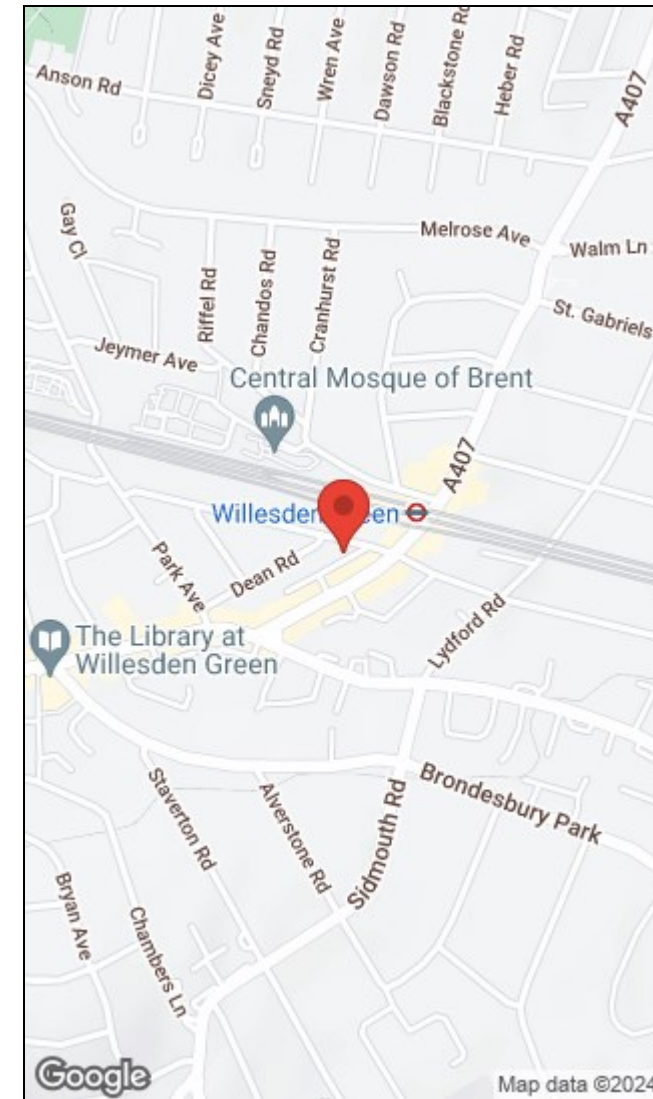 Dicey Ave
Sneyd Rd
Wren Ave
Dawson Rd
Blackstone Rd
Heber Rd
A407
Anson Rd
Gay Cl
Riffel Rd
Chandos Rd
Cranhurst Rd
Melrose Ave
Walm Ln
St. Gabriels
Jeymer Ave
Central Mosque of Brent
A407
Willesden
Park Ave
Dean Rd
Lydford Rd
The Library at
Willesden Green
Staverton Rd
Alverstone Rd
Sidmouth Rd
Brondesbury Park
Bryan Ave
Chambers Ln
Google
Map data ©2024